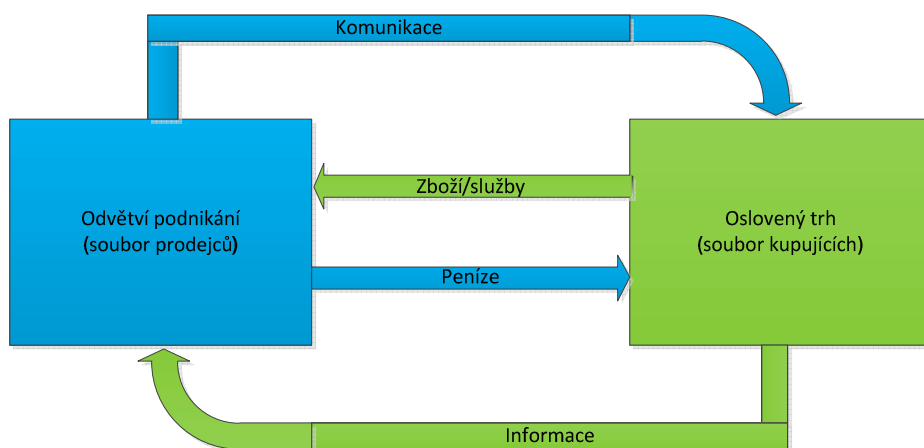 Komunikace
Zboží/služby
Odvětví podnikání
(soubor prodejců)
Oslovený trh
(soubor kupujících)
Peníze
Informace